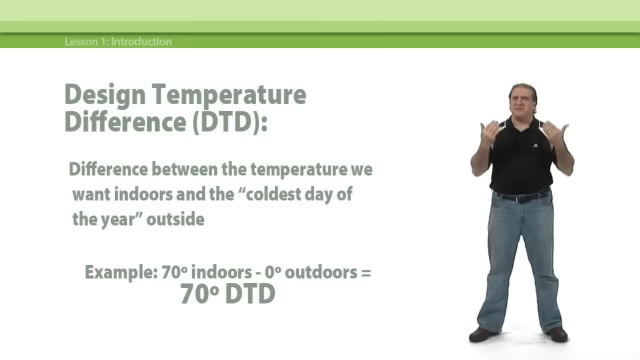 Lesson 1: Introduction
Design Temperature
Difference (DTD):
Difference between the temperature we
want indoors and the “coldest day of
the year” outside
Example: 70º indoors - 0º outdoors =
70º DTD